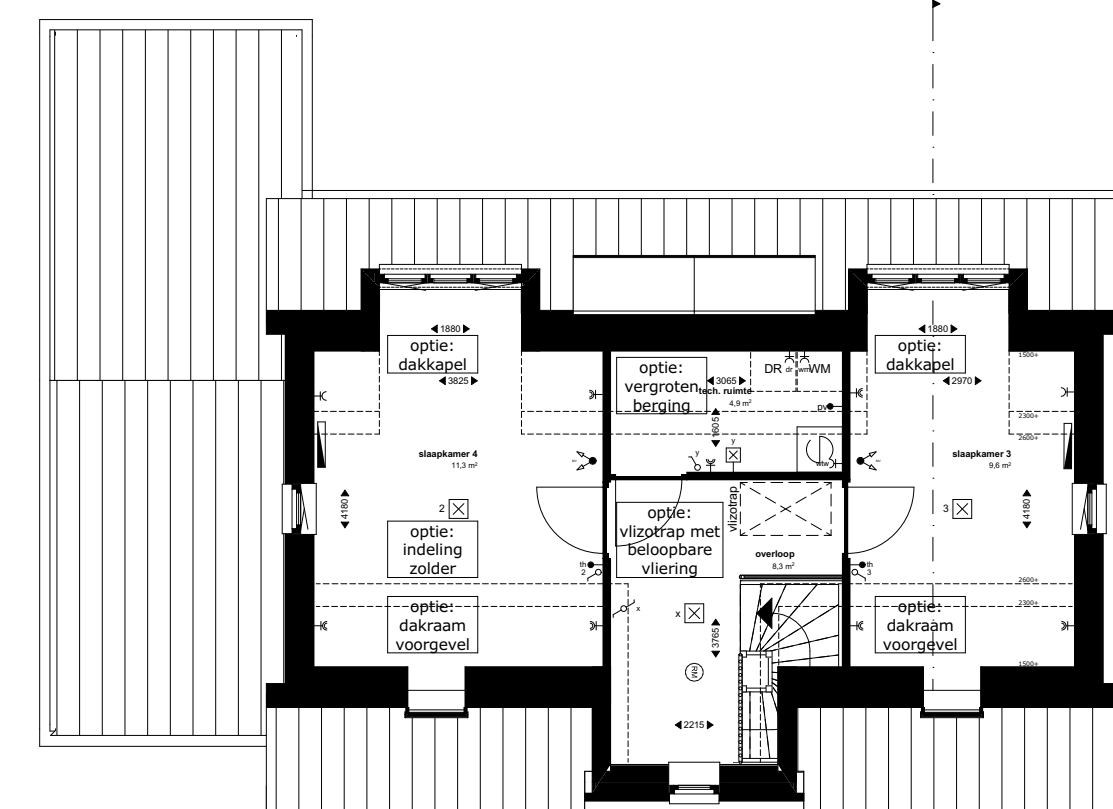 1880
optie:
dakkapel
3825
optie:
vergroten
berging
3065
tech. ruimte
4,9 m²
DR
dr
wm
WM
1880
optie:
dakkapel
2970
1500+
2300+
2600+
pv
1605
y
y
wtw
slaapkamer 4
11,3 m²
slaapkamer 3
9,6 m²
4180
2
optie:
indeling
zolder
optie:
vlizotrap met
beloopbare
vliering
vlizotrap
overloop
8,3 m²
3
4180
th
2
th
3
2600+
2300+
optie:
dakraam
voorgevel
x
x
3765
optie:
dakraam
voorgevel
1500+
RM
2215